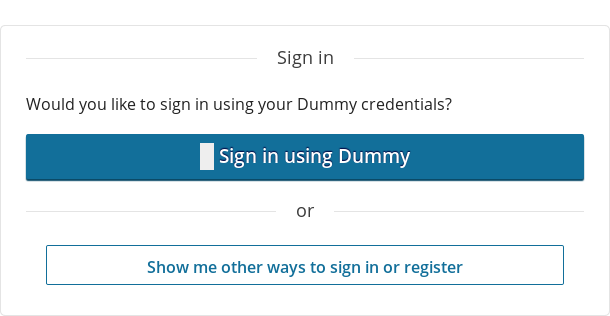 Sign in
Would you like to sign in using your Dummy credentials?
Sign in using Dummy
or
Show me other ways to sign in or register